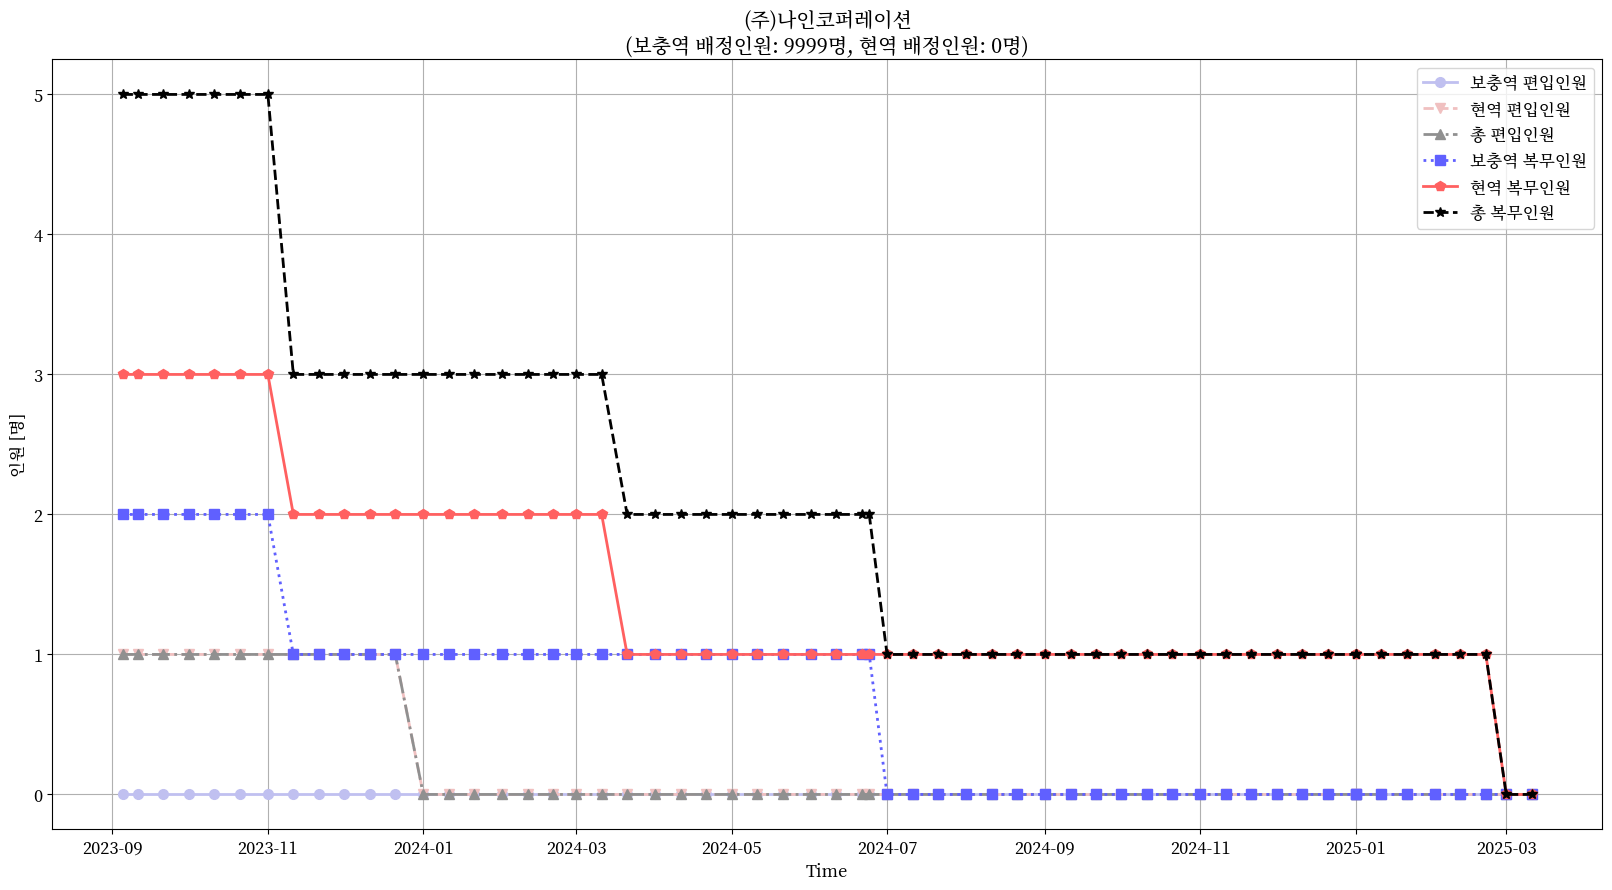 (주)나인코퍼레이션
(보충역 배정인원: 9999명, 현역 배정인원: 0명)
보충역 편입인원
현역 편입인원
총 편입인원
보충역 복무인원
현역 복무인원
총 복무인원
인원 [명]
5
4
3
2
1
0
2023-09
2023-11
2024-01
2024-03
2024-05
2024-07
2024-09
2024-11
2025-01
2025-03
Time